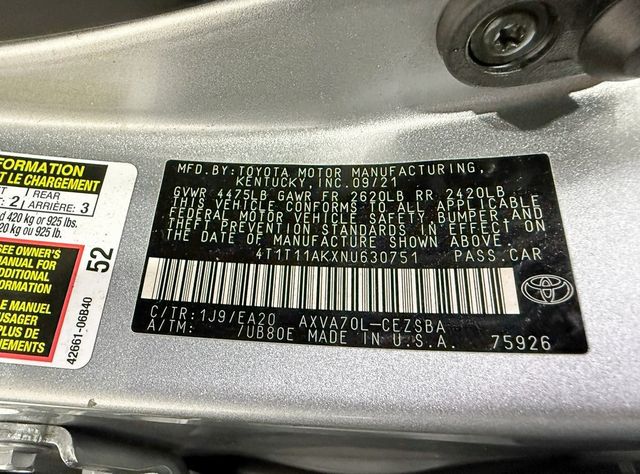 FORMATION
T LE CHARGEMENT
T: 2
REAR
ARRIÈRE: 3
d 420 kg or 925 lbs.
20 kg ou 925 lb.
SEE OWNER'S
MANUAL FOR
ADDITIONAL
INFORMATION
LE MANUEL
USAGER
PLUS DE
52
42661-06B40
MFD.BY:TOYOTA MOTOR MANUFACTURING,
KENTUCKY,INC.09/21
GVWR 4475LB GAWR FR 2620LB RR 2420LB
THIS VEHICLE CONFORMS TO ALL APPLICABLE
FEDERAL MOTOR VEHICLE SAFETY,BUMPER,AND
THEFT PREVENTION STANDARDS IN EFFECT ON
THE DATE OF MANUFACTURE SHOWN ABOVE.
4T1T11AKXNU630751 PASS.CAR
C/TR:1J9/EA20 AXVA70L-CEZSBA
A/TM: /UB80E MADE IN U.S.A. 75926